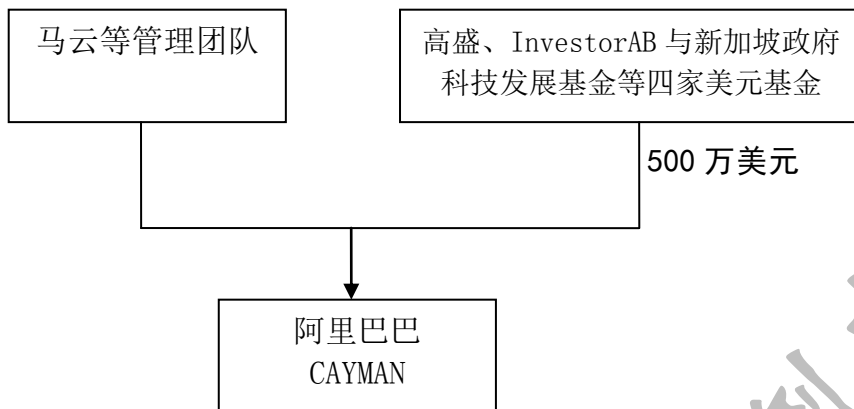 马云等管理团队
高盛、InvestorAB 与新加坡政府
科技发展基金等四家美元基金
500 万美元
阿里巴巴
CAYMAN